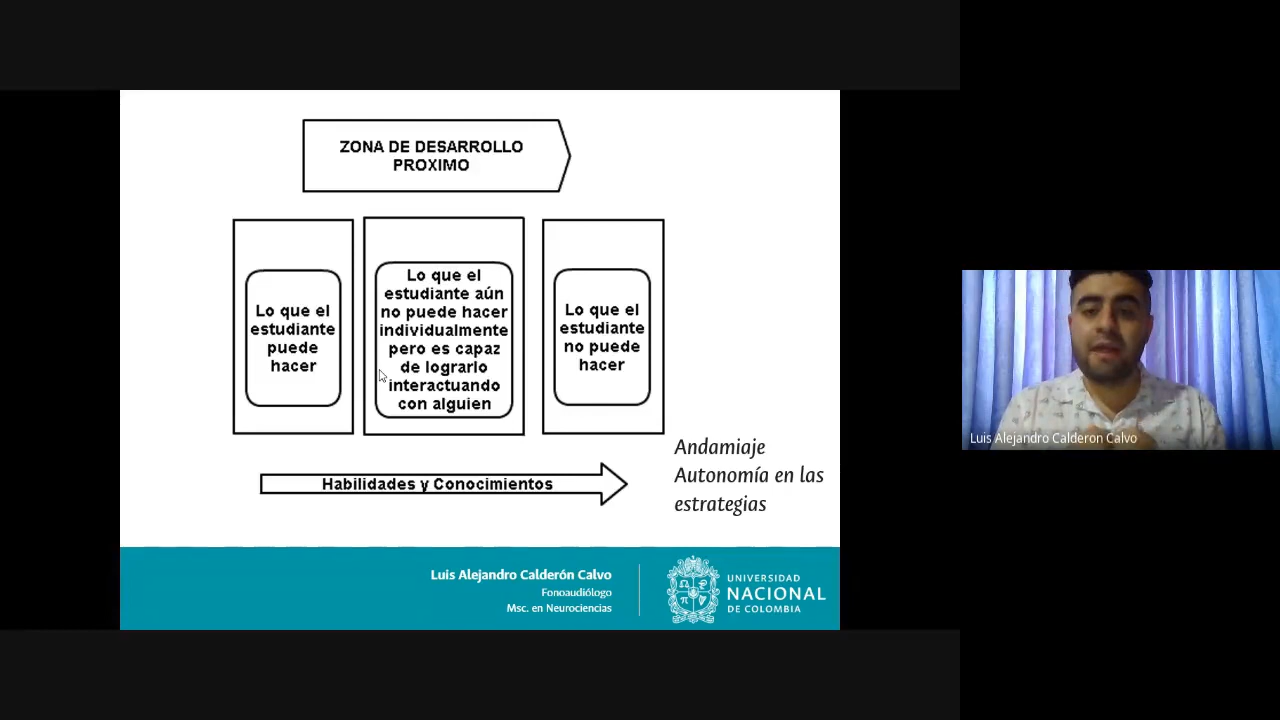 ZONA DE DESARROLLO
PROXIMO
Lo que el
estudiante
puede
hacer
Lo que el
estudiante aún
no puede hacer
individualmente
pero es capaz
de lograrlo
interactuando
con alguien
Lo que el
estudiante
no puede
hacer
Habilidades y Conocimientos
Andamiaje
Autonomía en las
estrategias
Luis Alejandro Calderón Calvo
Fonoaudiólogo
Msc. en Neurociencias
UNIVERSIDAD
NACIONAL
DE COLOMBIA
Luis Alejandro Calderon Calvo